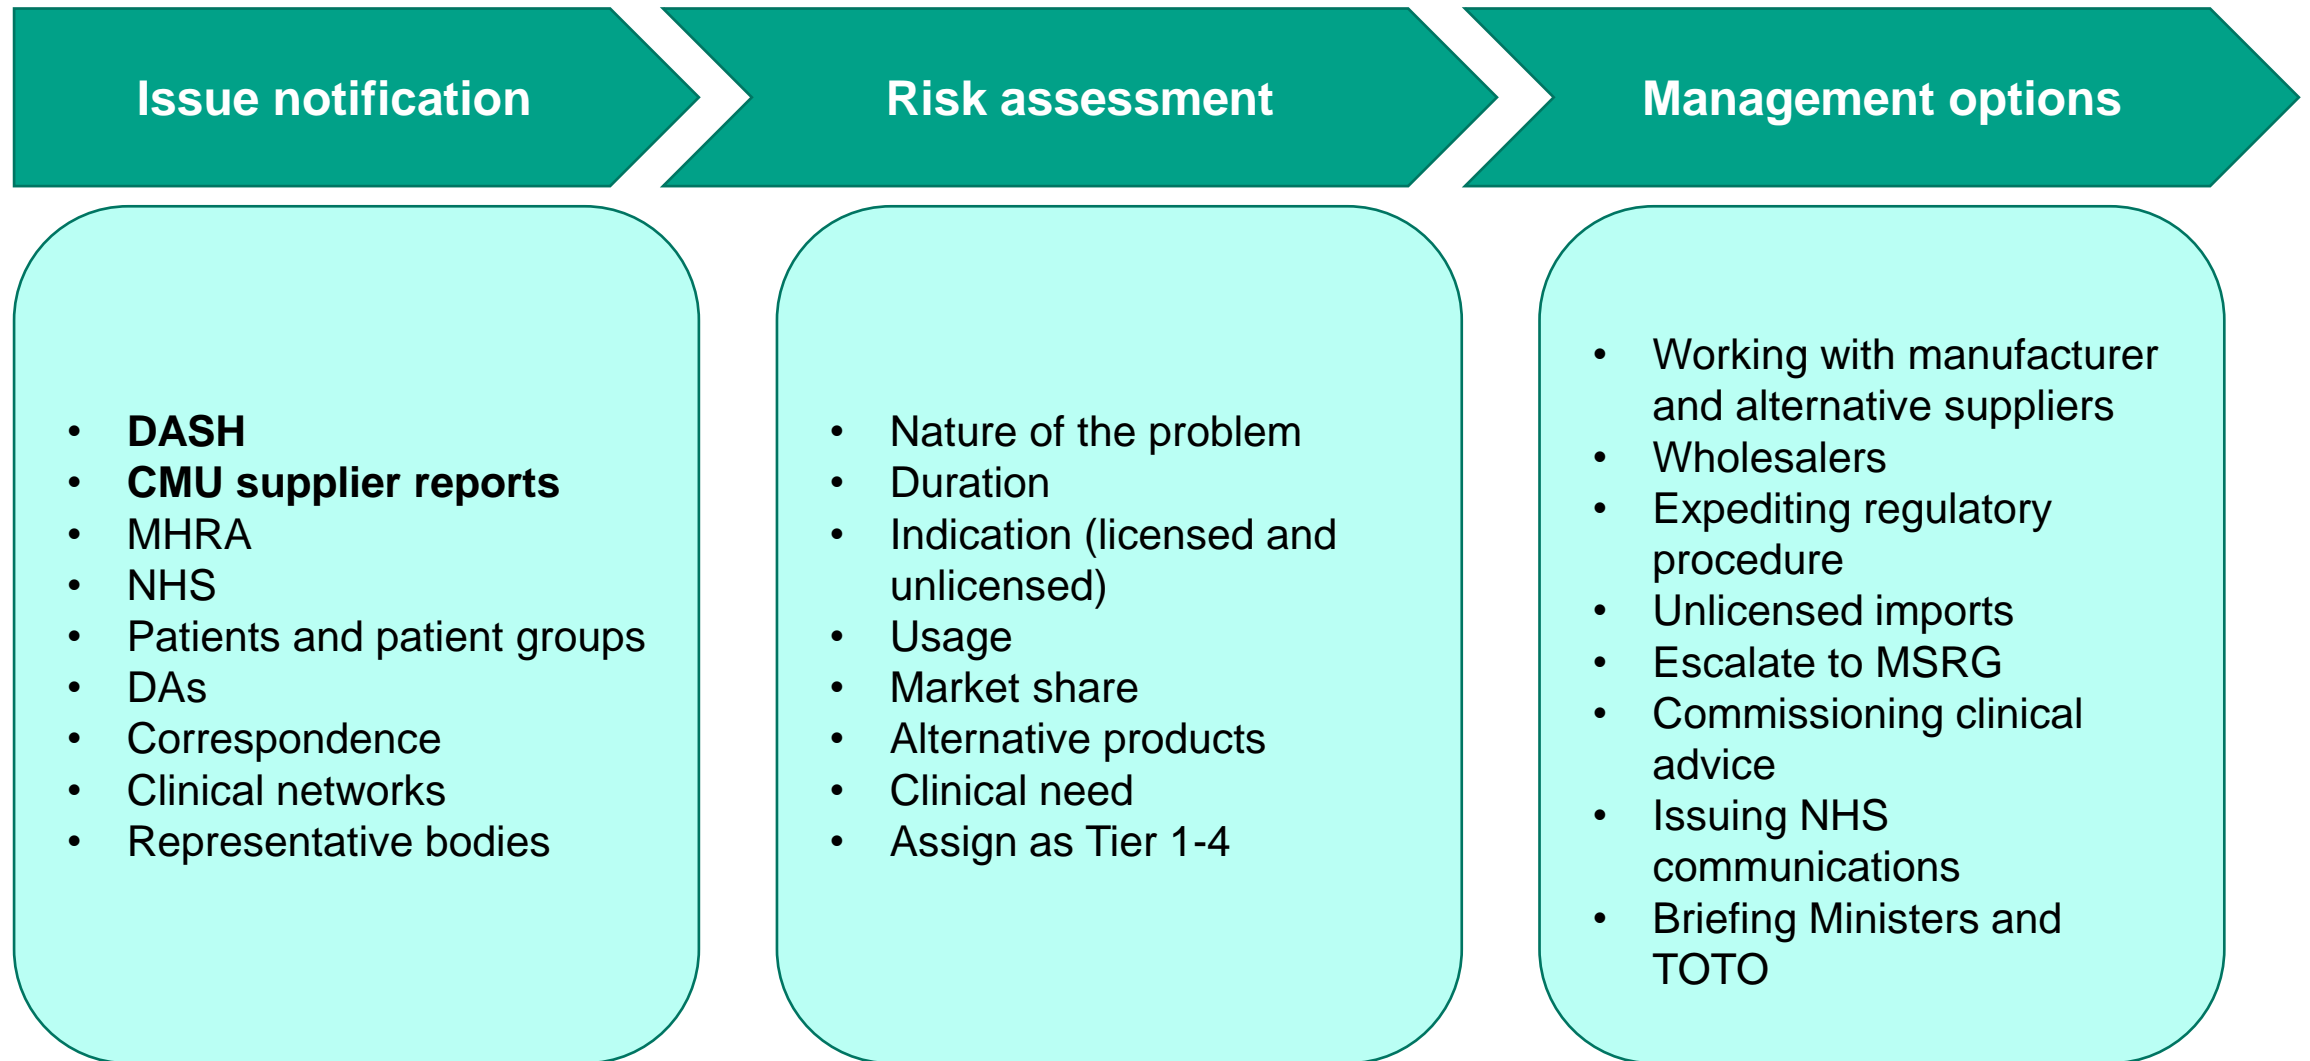 Issue notification
Risk assessment
Management options
• DASH
• CMU supplier reports
• MHRA
• NHS
• Patients and patient groups
• DAs
• Correspondence
• Clinical networks
• Representative bodies
• Nature of the problem
• Duration
• Indication (licensed and
unlicensed)
• Usage
• Market share
• Alternative products
• Clinical need
• Assign as Tier 1-4
• Working with manufacturer
and alternative suppliers
• Wholesalers
• Expediting regulatory
procedure
• Unlicensed imports
• Escalate to MSRG
• Commissioning clinical
advice
• Issuing NHS
communications
• Briefing Ministers and
TOTO